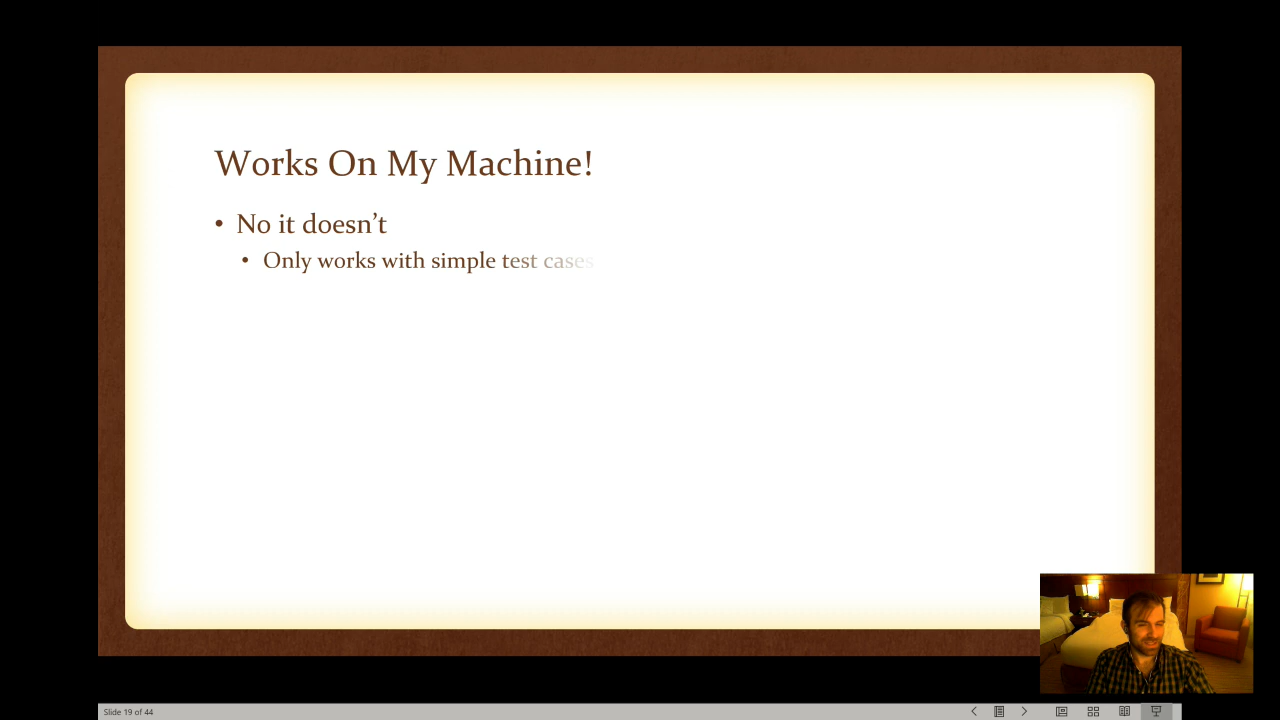 Works On My Machine!
• No it doesn’t
• Only works with simple test cases
Slide 19 of 44